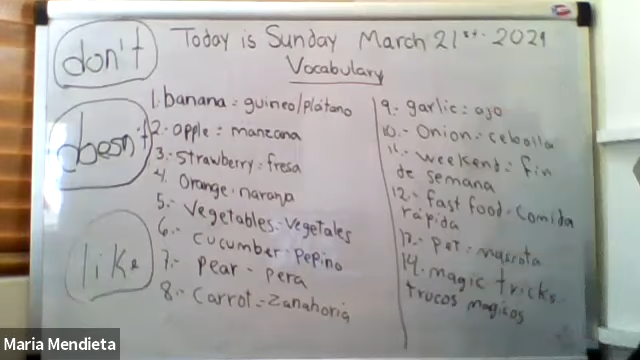 don't
Today is Sunday March 21st. 2021
Vocabulary
doesn't
like
1. banana = guineo/plátano
2. apple = manzana
3.- strawberry = fresa
4. Orange = naranja
5.- Vegetables = Vegetales
6.- cucumber = Pepino
7.- Pear - pera
8.- Carrot = Zanahoria
9.- garlic = ajo
10.- Onion = cebolla
11.- weekend = fin
de semana
12.- fast food = Comida
rápida
13.- pet = mascota
14.- magic tricks =
trucos magicos
Maria Mendieta